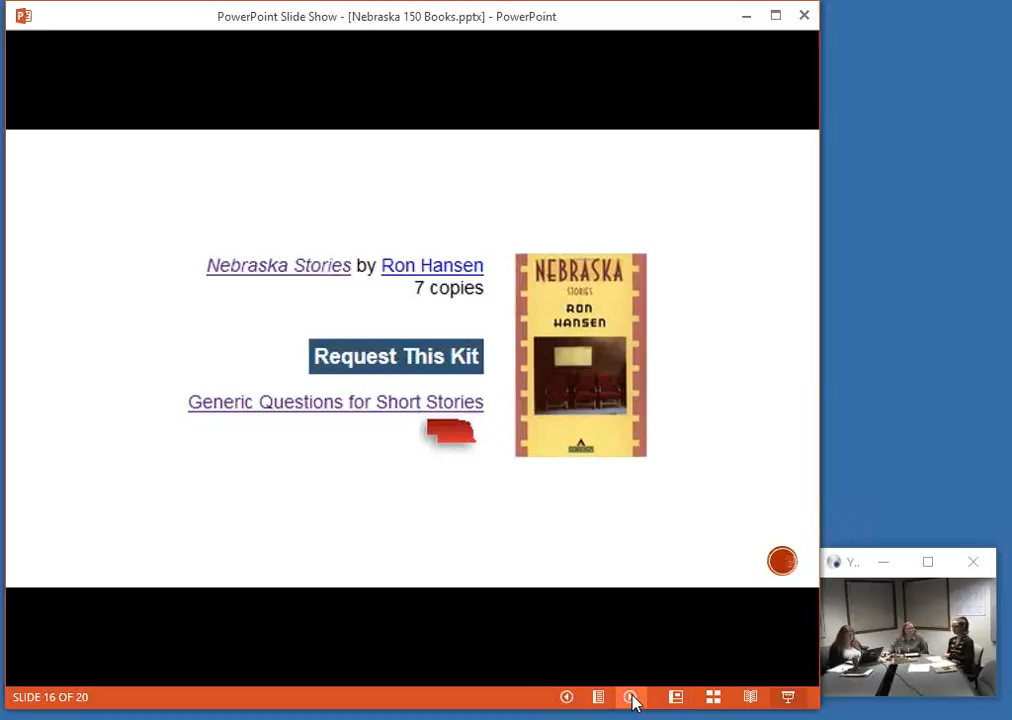 PowerPoint Slide Show - [Nebraska 150 Books.pptx] - PowerPoint
Nebraska Stories by Ron Hansen
7 copies
Request This Kit
Generic Questions for Short Stories
NEBRASKA
STORIES
RON
HANSEN
Y..
SLIDE 16 OF 20